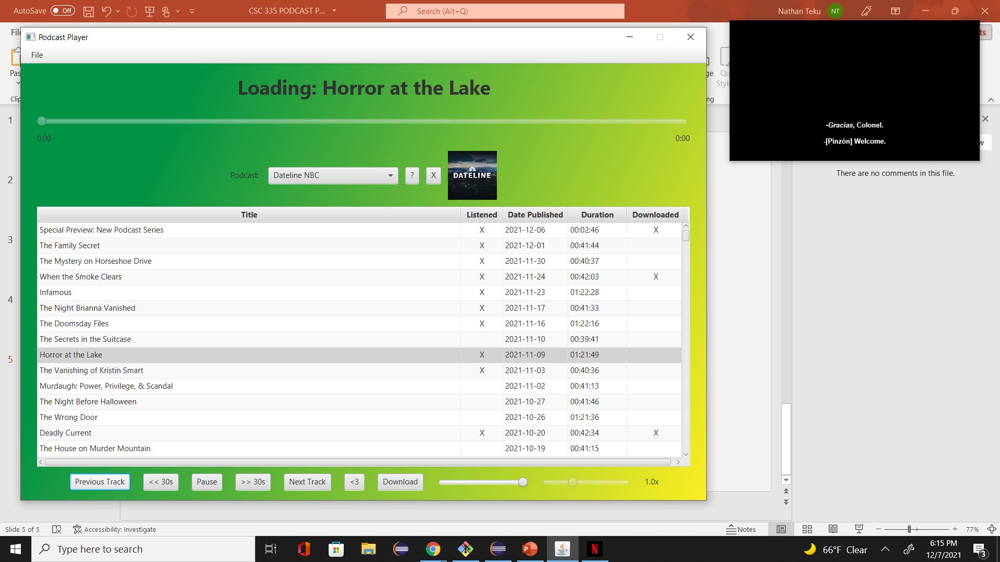 AutoSave Off
CSC 335 PODCAST P...
Search (Alt+Q)
Nathan Teku NT
Podcast Player
File
Loading: Horror at the Lake
0:00 0:00
Podcast: Dateline NBC ? X
DATELINE
Title Listened Date Published Duration Downloaded
Special Preview: New Podcast Series X 2021-12-06 00:02:46 X
The Family Secret X 2021-12-01 00:41:44
The Mystery on Horseshoe Drive X 2021-11-30 00:40:37
When the Smoke Clears X 2021-11-24 00:42:03 X
Infamous X 2021-11-23 01:22:28
The Night Brianna Vanished X 2021-11-17 00:41:33
The Doomsday Files X 2021-11-16 01:22:16
The Secrets in the Suitcase 2021-11-10 00:39:41
Horror at the Lake X 2021-11-09 01:21:49
The Vanishing of Kristin Smart X 2021-11-03 00:40:36
Murdaugh: Power, Privilege, & Scandal 2021-11-02 00:41:13
The Night Before Halloween 2021-10-27 00:41:46
The Wrong Door 2021-10-26 01:21:36
Deadly Current X 2021-10-20 00:42:34 X
The House on Murder Mountain 2021-10-19 00:41:15
Previous Track << 30s Pause >> 30s Next Track <3 Download 1.0x
-Gracias, Colonel.
-[Pinzón] Welcome.
There are no comments in this file.
1
2
3
4
5
Slide 5 of 5 Accessibility: Investigate Notes 77%
Type here to search
66°F Clear
6:15 PM
12/7/2021
3